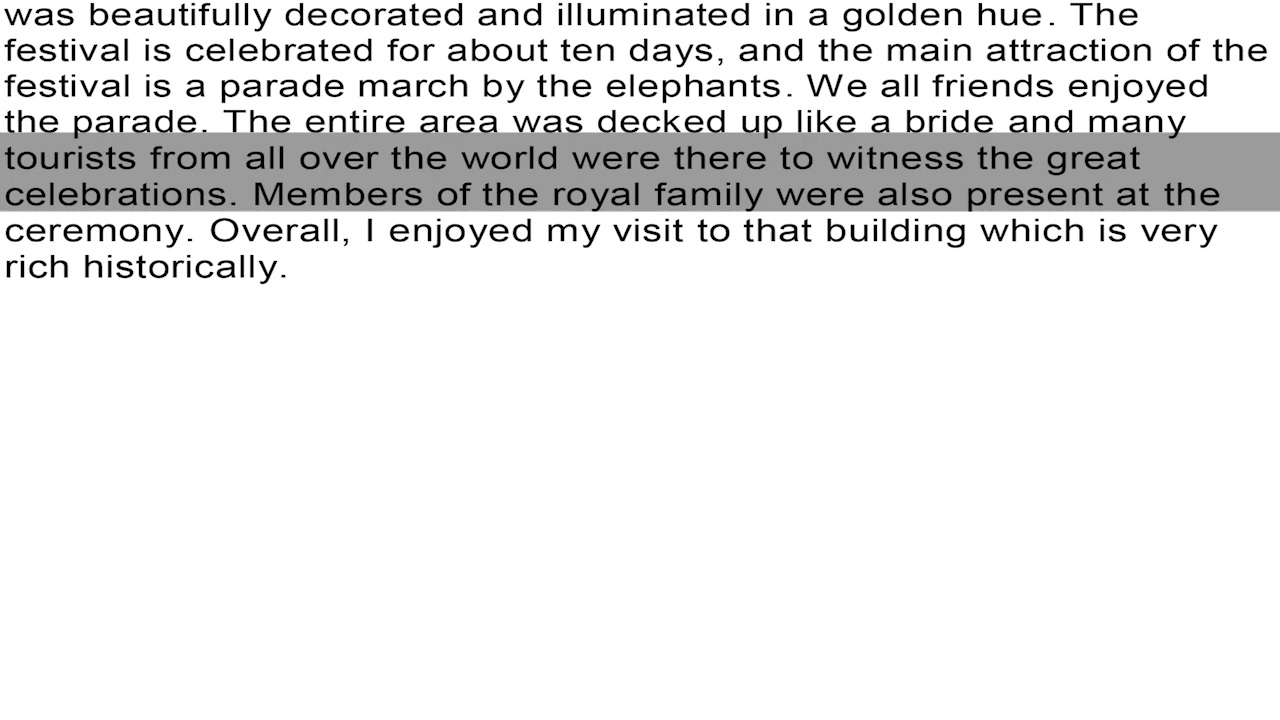 was beautifully decorated and illuminated in a golden hue. The
festival is celebrated for about ten days, and the main attraction of the
festival is a parade march by the elephants. We all friends enjoyed
the parade. The entire area was decked up like a bride and many
tourists from all over the world were there to witness the great
celebrations. Members of the royal family were also present at the
ceremony. Overall, I enjoyed my visit to that building which is very
rich historically.